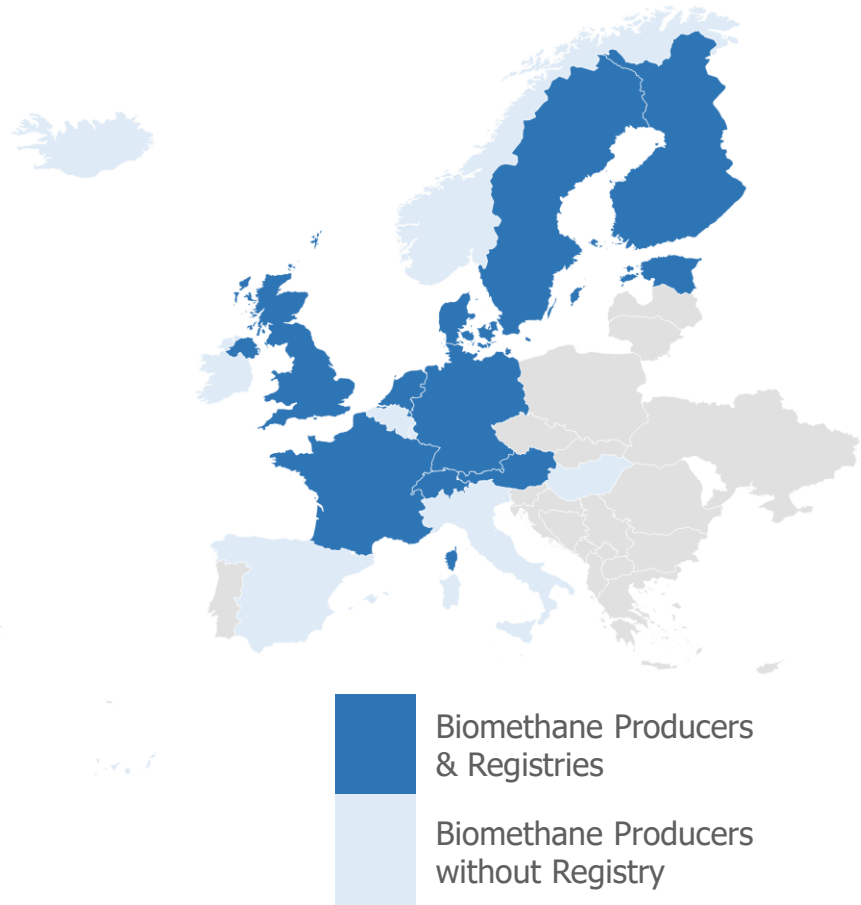 Biomethane Producers
& Registries
Biomethane Producers
without Registry